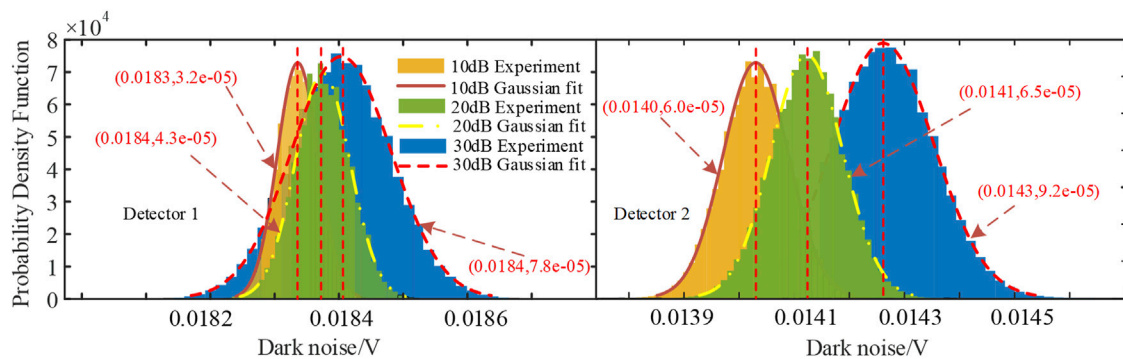 ×10⁴
8
7
6
5
4
3
2
1
0
Probability Density Function
(0.0183,3.2e-05)
(0.0184,4.3e-05)
Detector 1
10dB Experiment
10dB Gaussian fit
20dB Experiment
20dB Gaussian fit
30dB Experiment
30dB Gaussian fit
(0.0184,7.8e-05)
0.0182 0.0184 0.0186
Dark noise/V
(0.0140,6.0e-05)
(0.0141,6.5e-05)
(0.0143,9.2e-05)
Detector 2
0.0139 0.0141 0.0143 0.0145
Dark noise/V